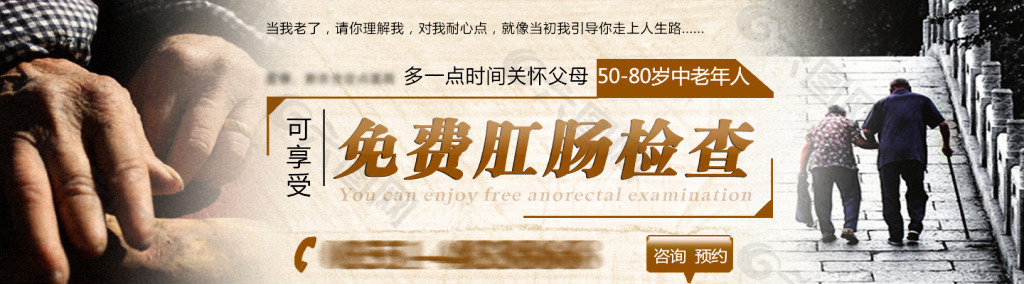 当我老了，请你理解我，对我耐心点，就像当初我引导你走上人生路......
多一点时间关怀父母 50-80岁中老年人
可享受
免费肛肠检查
You can enjoy free anorectal examination
咨询 预约